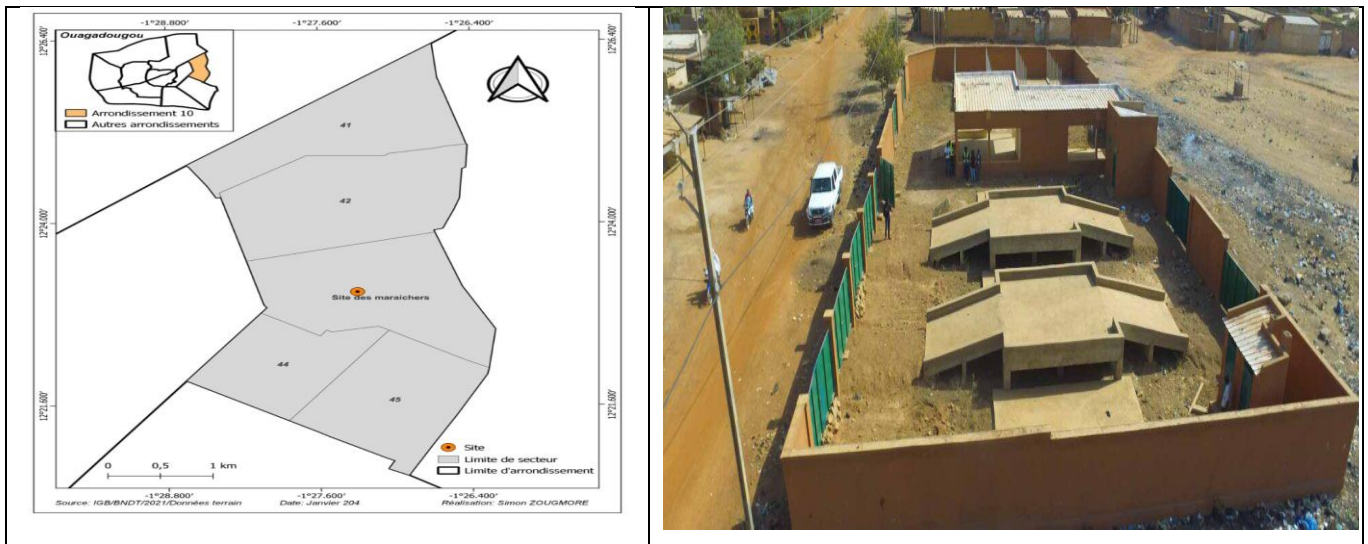 -1°28.800' -1°27.600' -1°26.400'
12°26.400' 12°26.400'
Ouagadougou
Arrondissement 10
Autres arrondissements
41
42
12°24.000' 12°24.000'
Site des maraichers
44
45
12°21.600' 12°21.600'
Site
Limite de secteur
Limite d'arrondissement
0 0,5 1 km
-1°28.800' -1°27.600' -1°26.400'
Source: IGB/BNDT/2021/Données terrain Date: Janvier 204 Réalisation: Simon ZOUGMORE